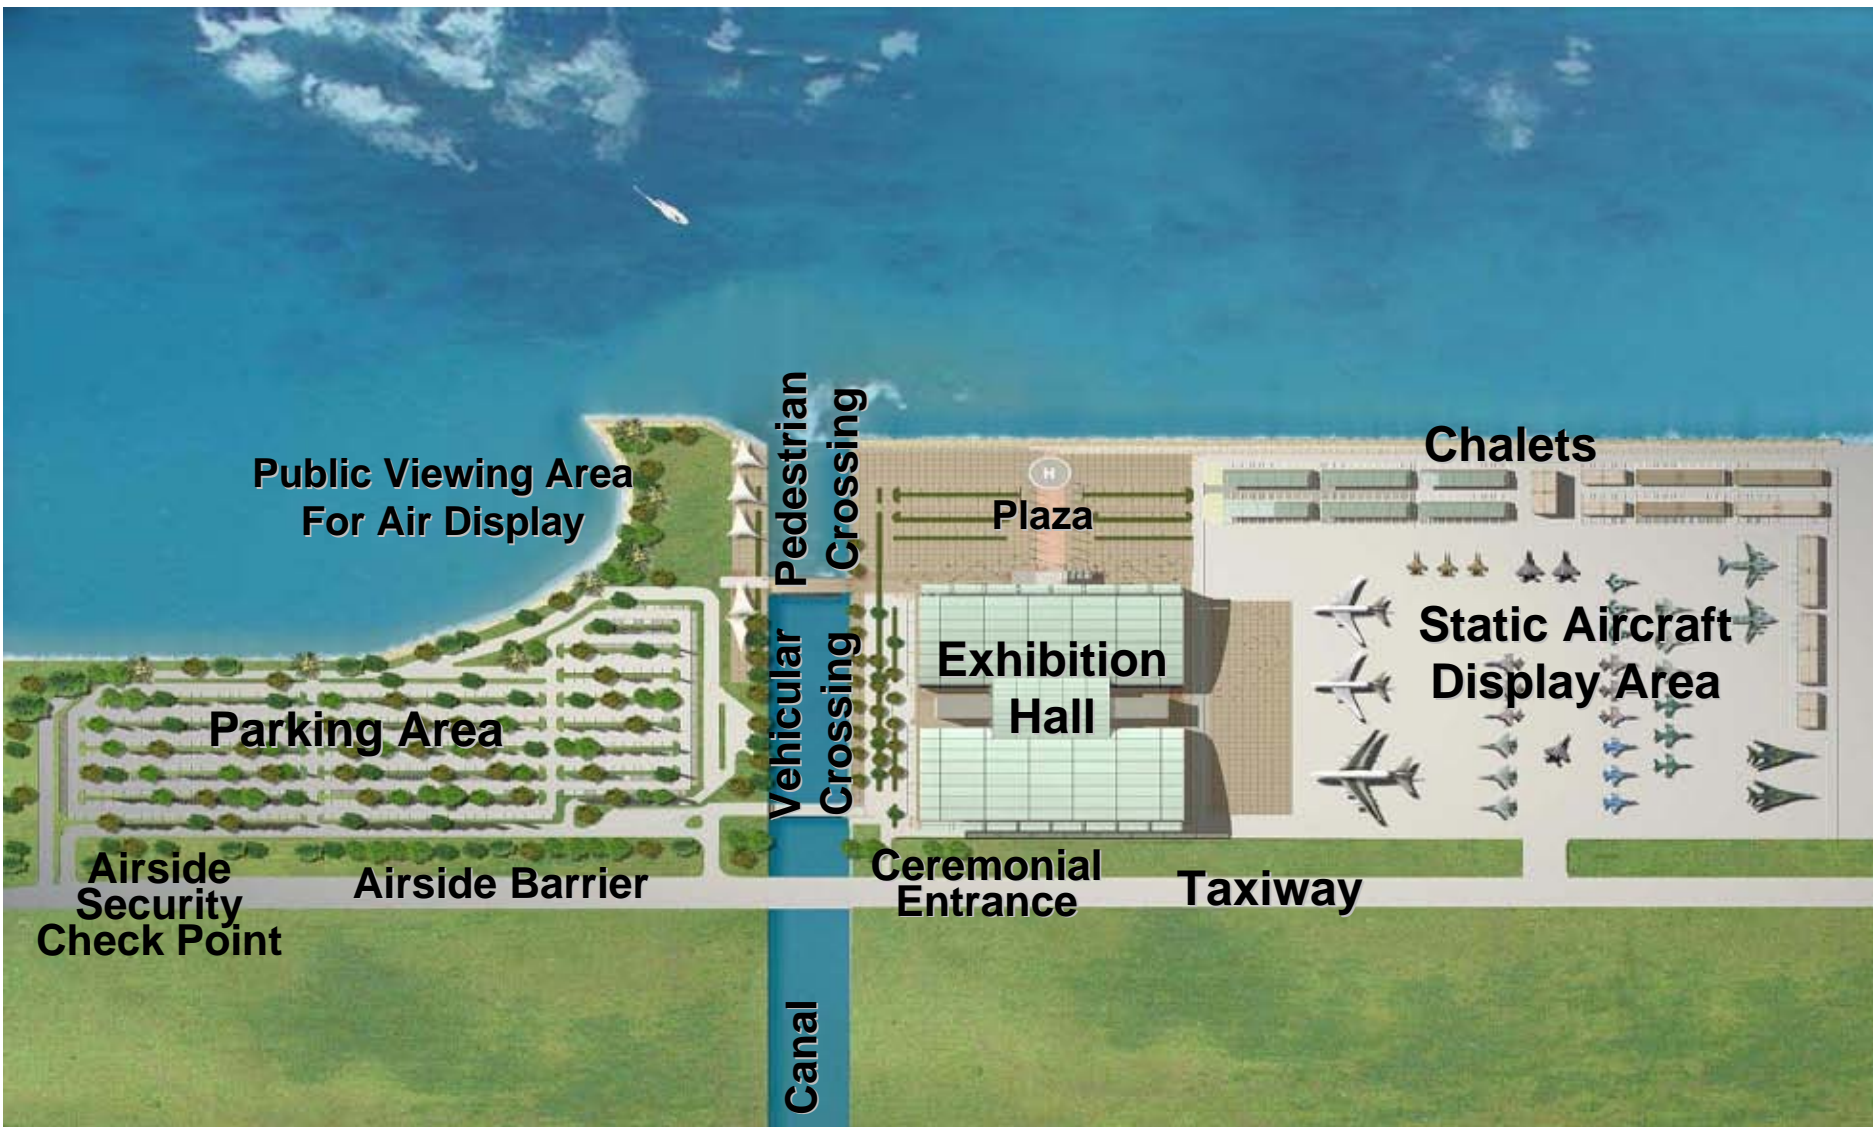 Pedestrian
Crossing
Chalets
Public Viewing Area
For Air Display
H
Plaza
Static Aircraft
Display Area
Vehicular
Crossing
Exhibition
Hall
Parking Area
Airside
Security
Check Point
Airside Barrier
Ceremonial
Entrance
Taxiway
Canal